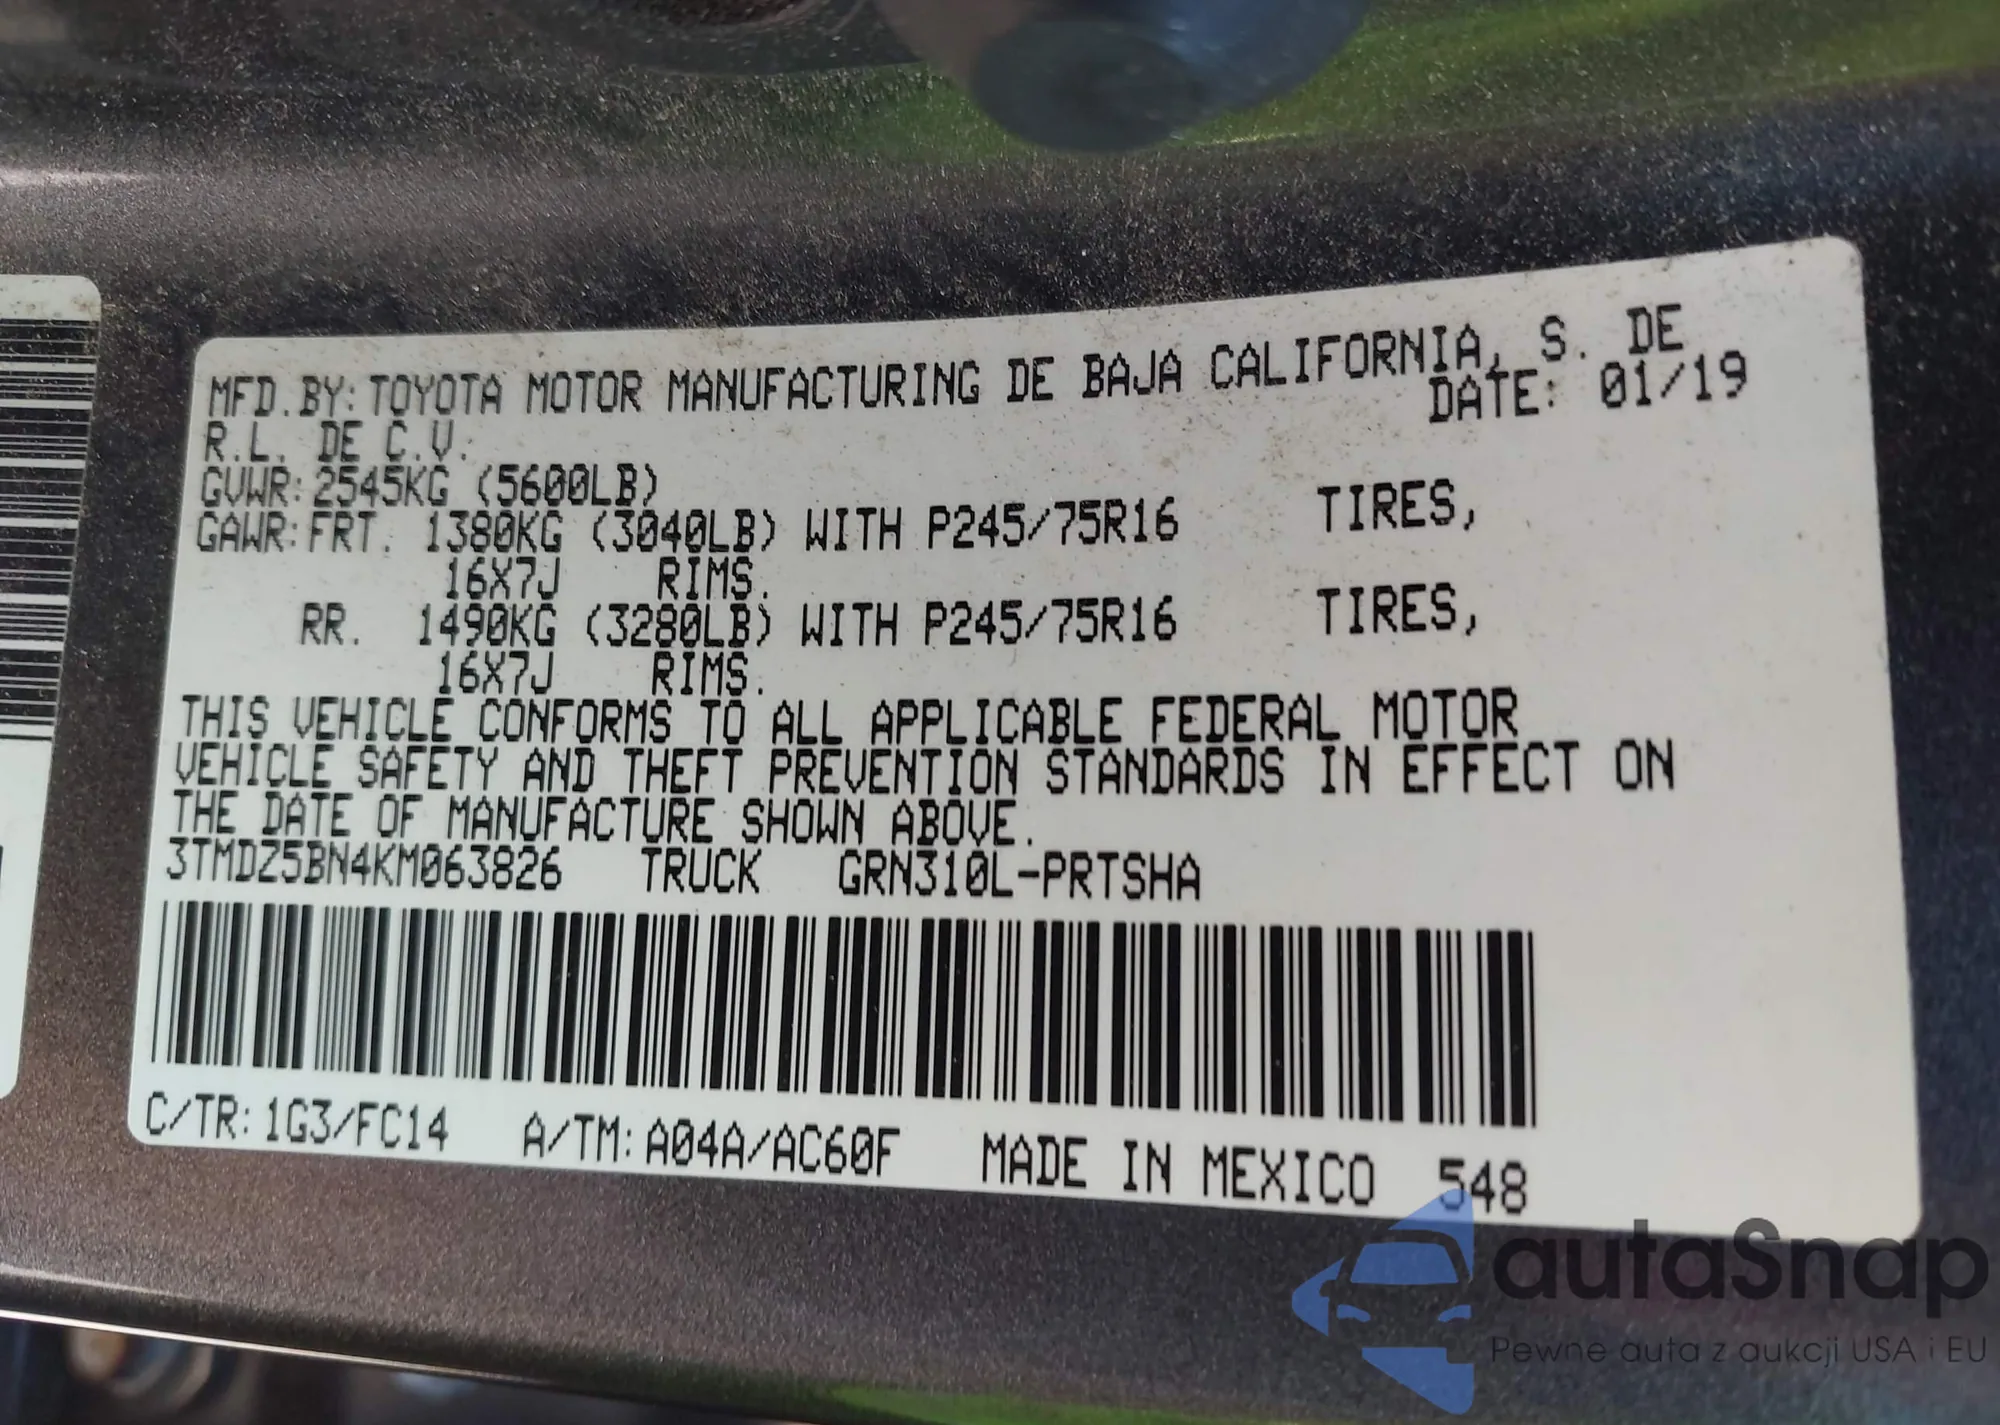 MFD.BY:TOYOTA MOTOR MANUFACTURING DE BAJA CALIFORNIA, S. DE
R.L. DE C.V. DATE: 01/19
GVWR:2545KG (5600LB)
GAWR:FRT. 1380KG (3040LB) WITH P245/75R16 TIRES,
16X7J RIMS.
RR. 1490KG (3280LB) WITH P245/75R16 TIRES,
16X7J RIMS.
THIS VEHICLE CONFORMS TO ALL APPLICABLE FEDERAL MOTOR
VEHICLE SAFETY AND THEFT PREVENTION STANDARDS IN EFFECT ON
THE DATE OF MANUFACTURE SHOWN ABOVE.
3TMDZ5BN4KM063826 TRUCK GRN310L-PRTSHA
C/TR:1G3/FC14 A/TM:A04A/AC60F MADE IN MEXICO 548
autaSnap
Pewne auta z aukcji USA i EU